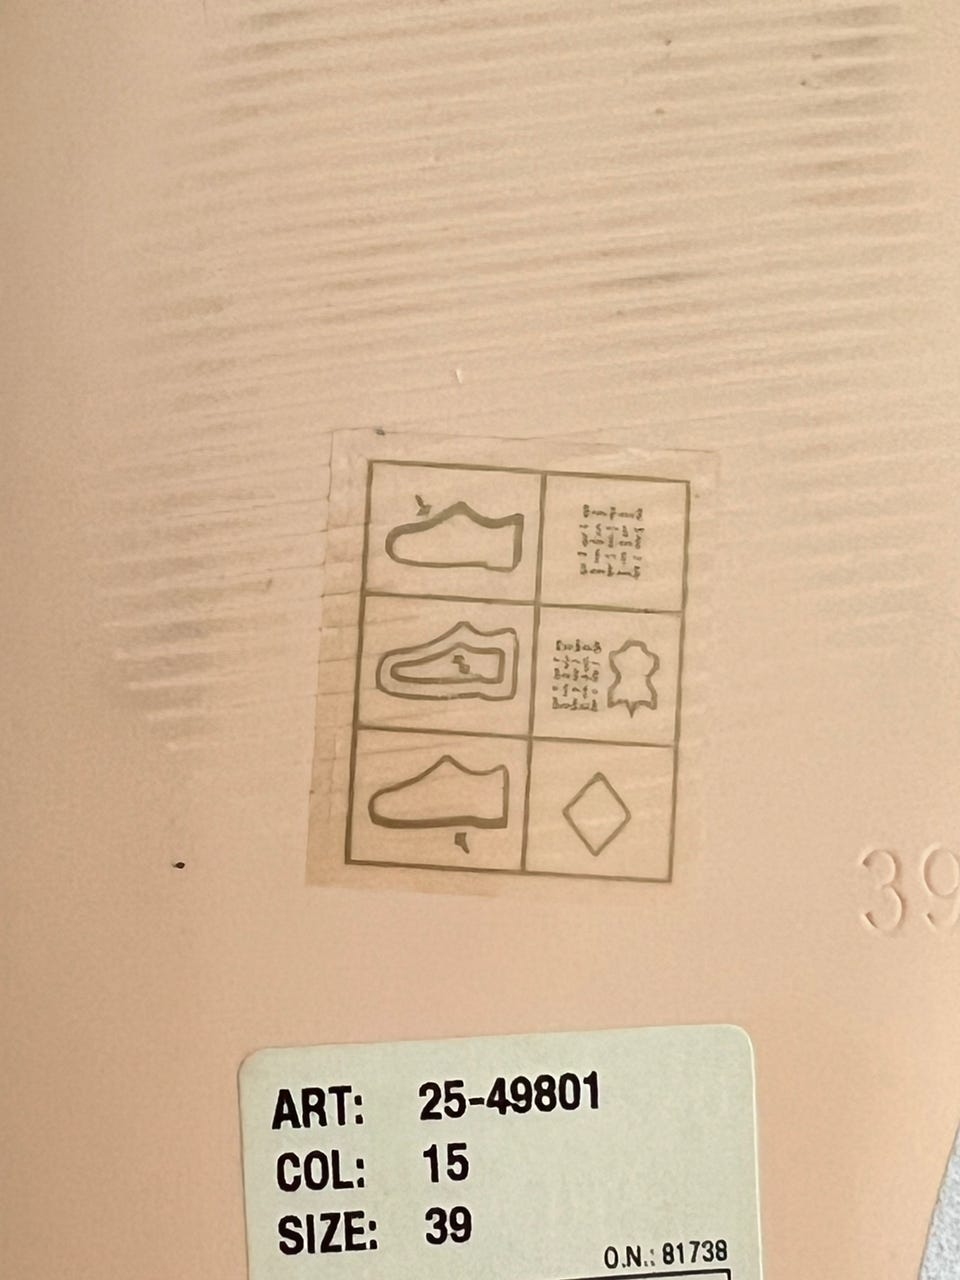 39
ART: 25-49801
COL: 15
SIZE: 39
O.N.: 81738